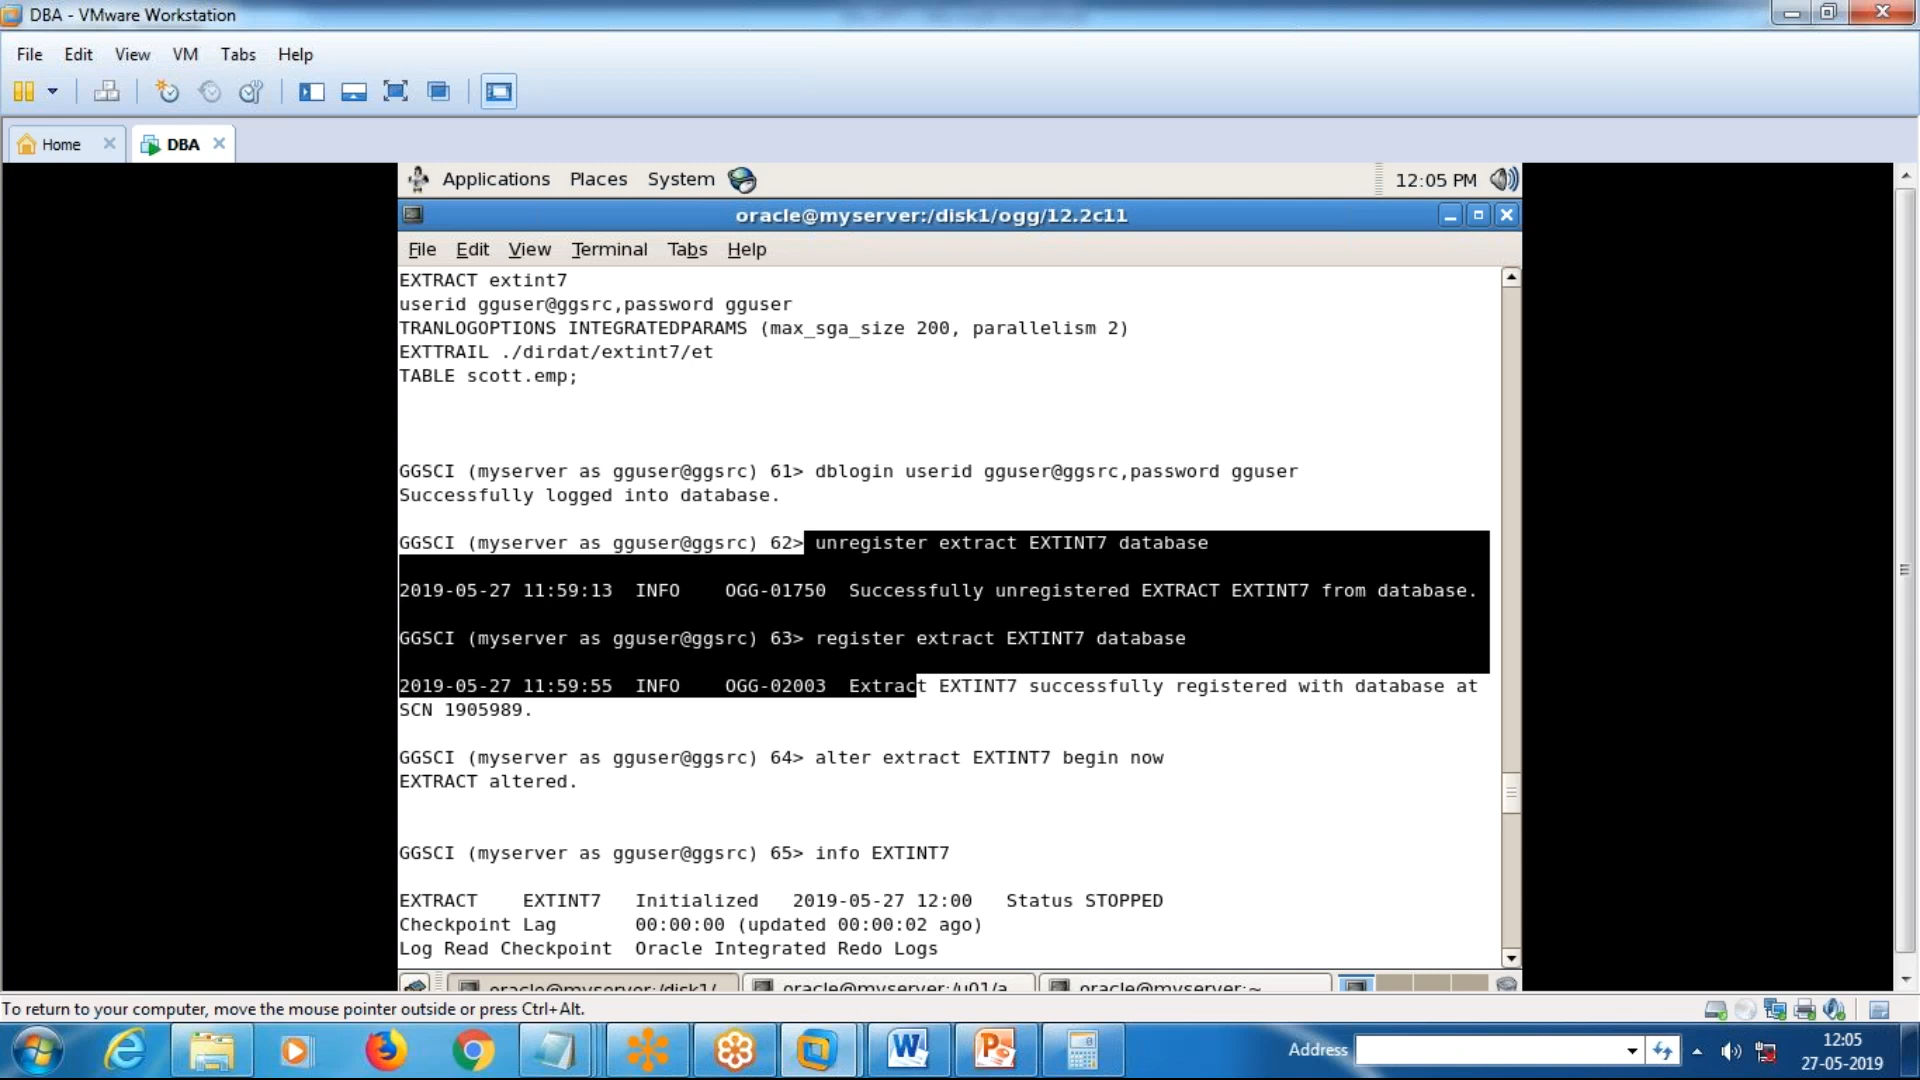 DBA - VMware Workstation
File Edit View VM Tabs Help
Home
DBA
Applications Places System
12:05 PM
oracle@myserver:/disk1/ogg/12.2c11
File Edit View Terminal Tabs Help
EXTRACT extint7
userid gguser@ggsrc,password gguser
TRANLOGOPTIONS INTEGRATEDPARAMS (max_sga_size 200, parallelism 2)
EXTTRAIL ./dirdat/extint7/et
TABLE scott.emp;
GGSCI (myserver as gguser@ggsrc) 61> dblogin userid gguser@ggsrc,password gguser
Successfully logged into database.
GGSCI (myserver as gguser@ggsrc) 62> unregister extract EXTINT7 database
2019-05-27 11:59:13 INFO OGG-01750 Successfully unregistered EXTRACT EXTINT7 from database.
GGSCI (myserver as gguser@ggsrc) 63> register extract EXTINT7 database
2019-05-27 11:59:55 INFO OGG-02003 Extract EXTINT7 successfully registered with database at
SCN 1905989.
GGSCI (myserver as gguser@ggsrc) 64> alter extract EXTINT7 begin now
EXTRACT altered.
GGSCI (myserver as gguser@ggsrc) 65> info EXTINT7
EXTRACT EXTINT7 Initialized 2019-05-27 12:00 Status STOPPED
Checkpoint Lag 00:00:00 (updated 00:00:02 ago)
Log Read Checkpoint Oracle Integrated Redo Logs
oracle@myserver:/disk1/ oracle@myserver:/u01/a oracle@myserver:~
To return to your computer, move the mouse pointer outside or press Ctrl+Alt.
Address
12:05
27-05-2019